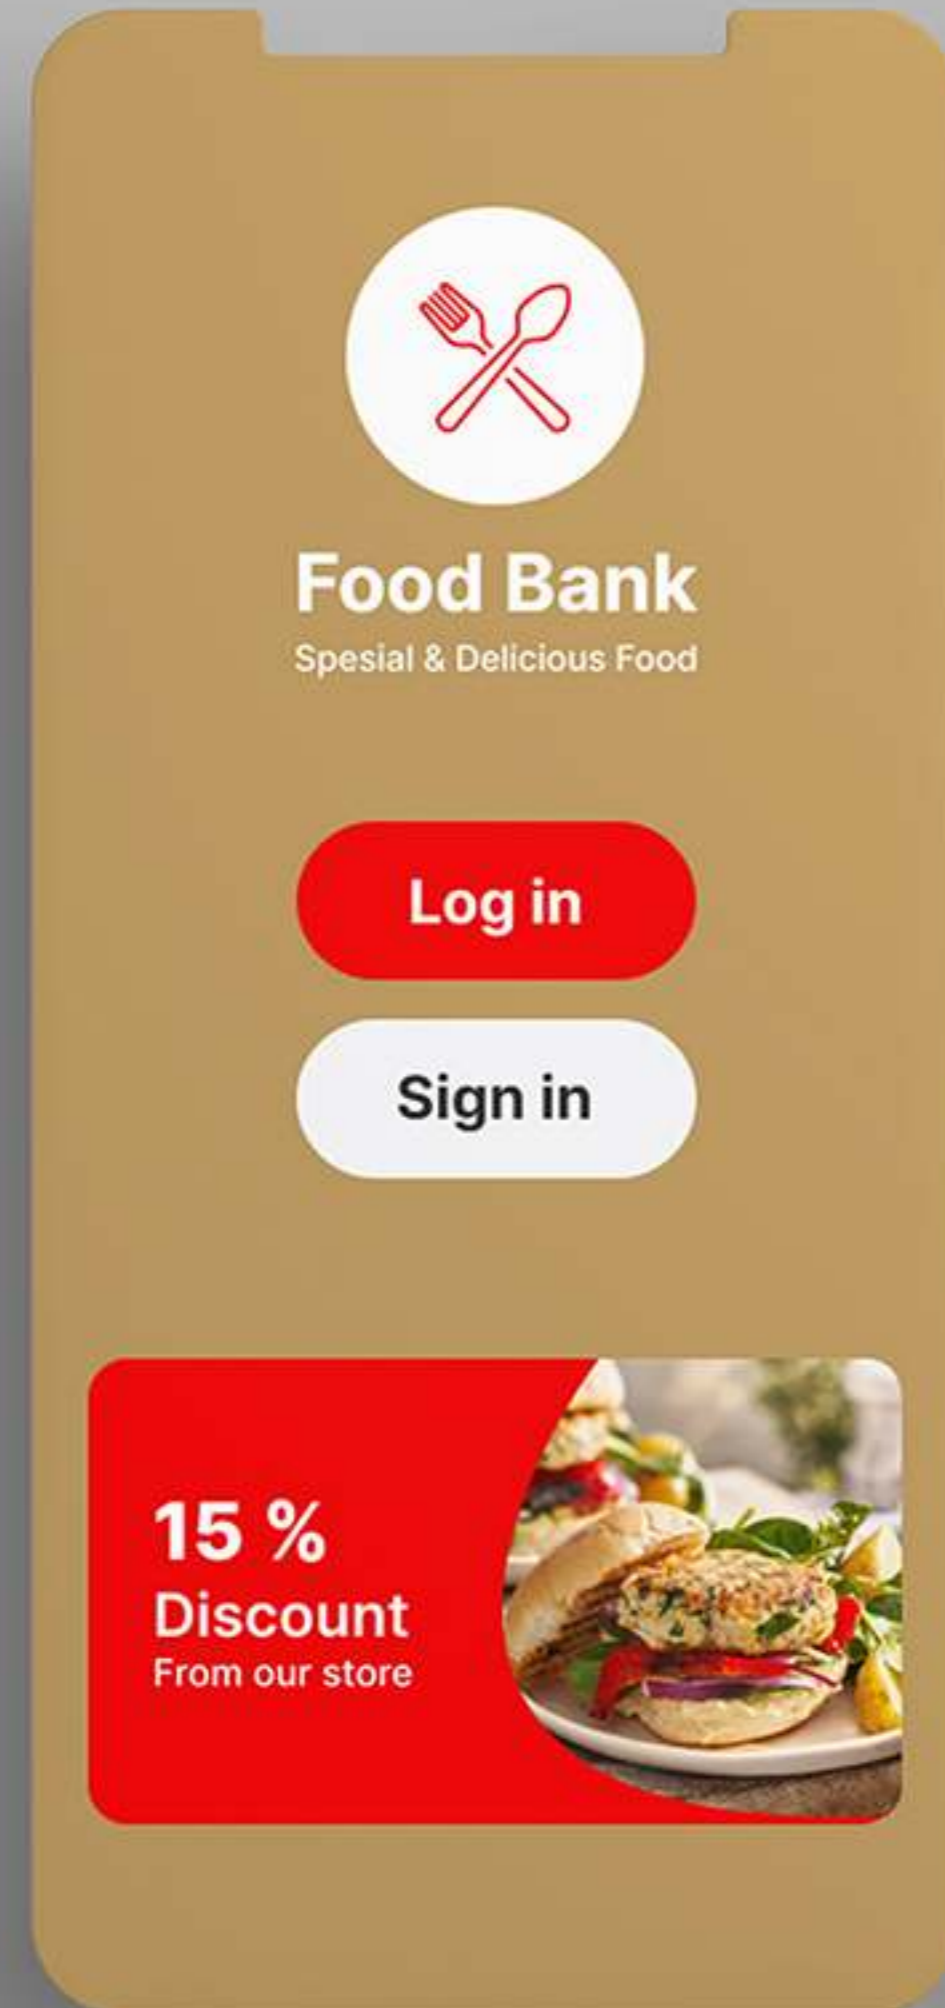 Food Bank
Spesial & Delicious Food
Log in
Sign in
15 %
Discount
From our store